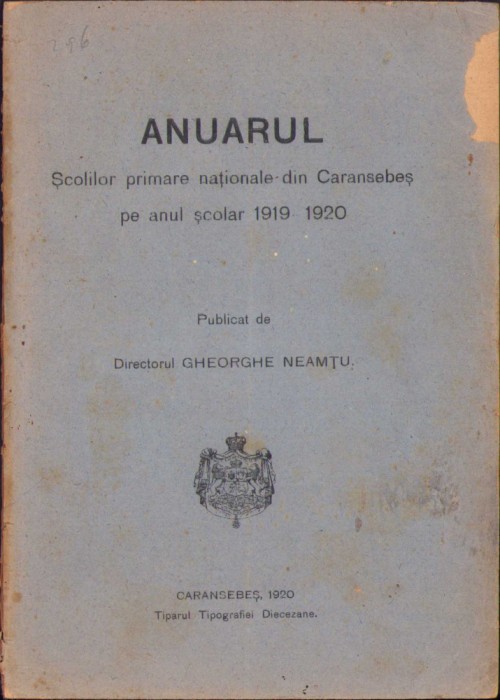 296
ANUARUL
Școlilor primare naționale din Caransebeș
pe anul școlar 1919-1920
Publicat de
Directorul GHEORGHE NEAMȚU.
CARANSEBEȘ, 1920
Tiparul Tipografiei Diecezane.